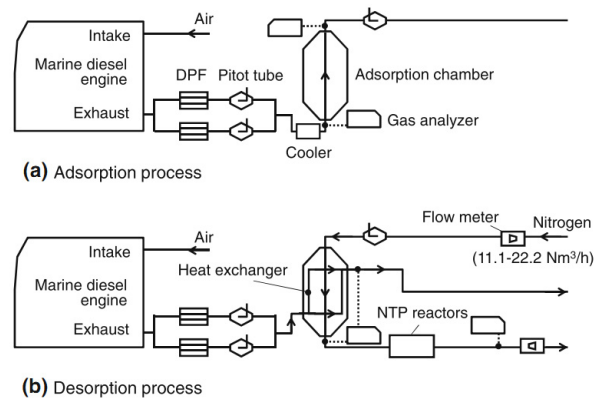 Air
Intake
Marine diesel
engine
DPF
Pitot tube
Adsorption chamber
Exhaust
Gas analyzer
Cooler
(a) Adsorption process
Flow meter
Nitrogen
Air
Intake
(11.1-22.2 Nm³/h)
Heat exchanger
Marine diesel
engine
NTP reactors
Exhaust
(b) Desorption process